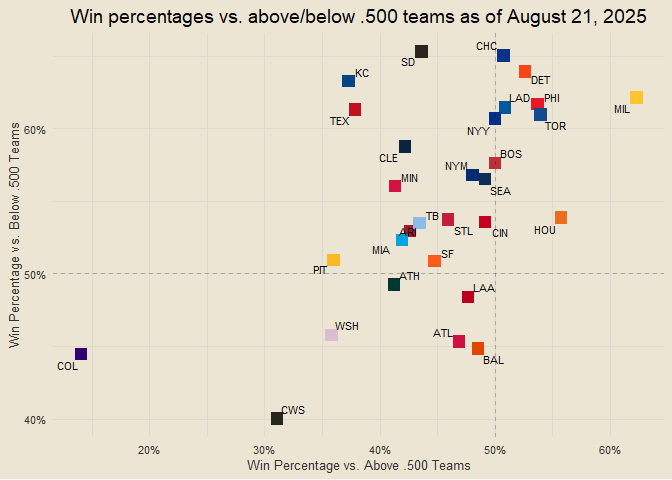 Win percentages vs. above/below .500 teams as of August 21, 2025
Win Percentage vs. Below .500 Teams
60%
50%
40%
CHC
SD
KC
DET
TEX
LAD
PHI
MIL
NYY
TOR
CLE
BOS
NYM
MIN
SEA
TB
ARI
STL
CIN
HOU
MIA
SF
PIT
ATH
LAA
WSH
ATL
BAL
COL
CWS
20%
30%
40%
50%
60%
Win Percentage vs. Above .500 Teams